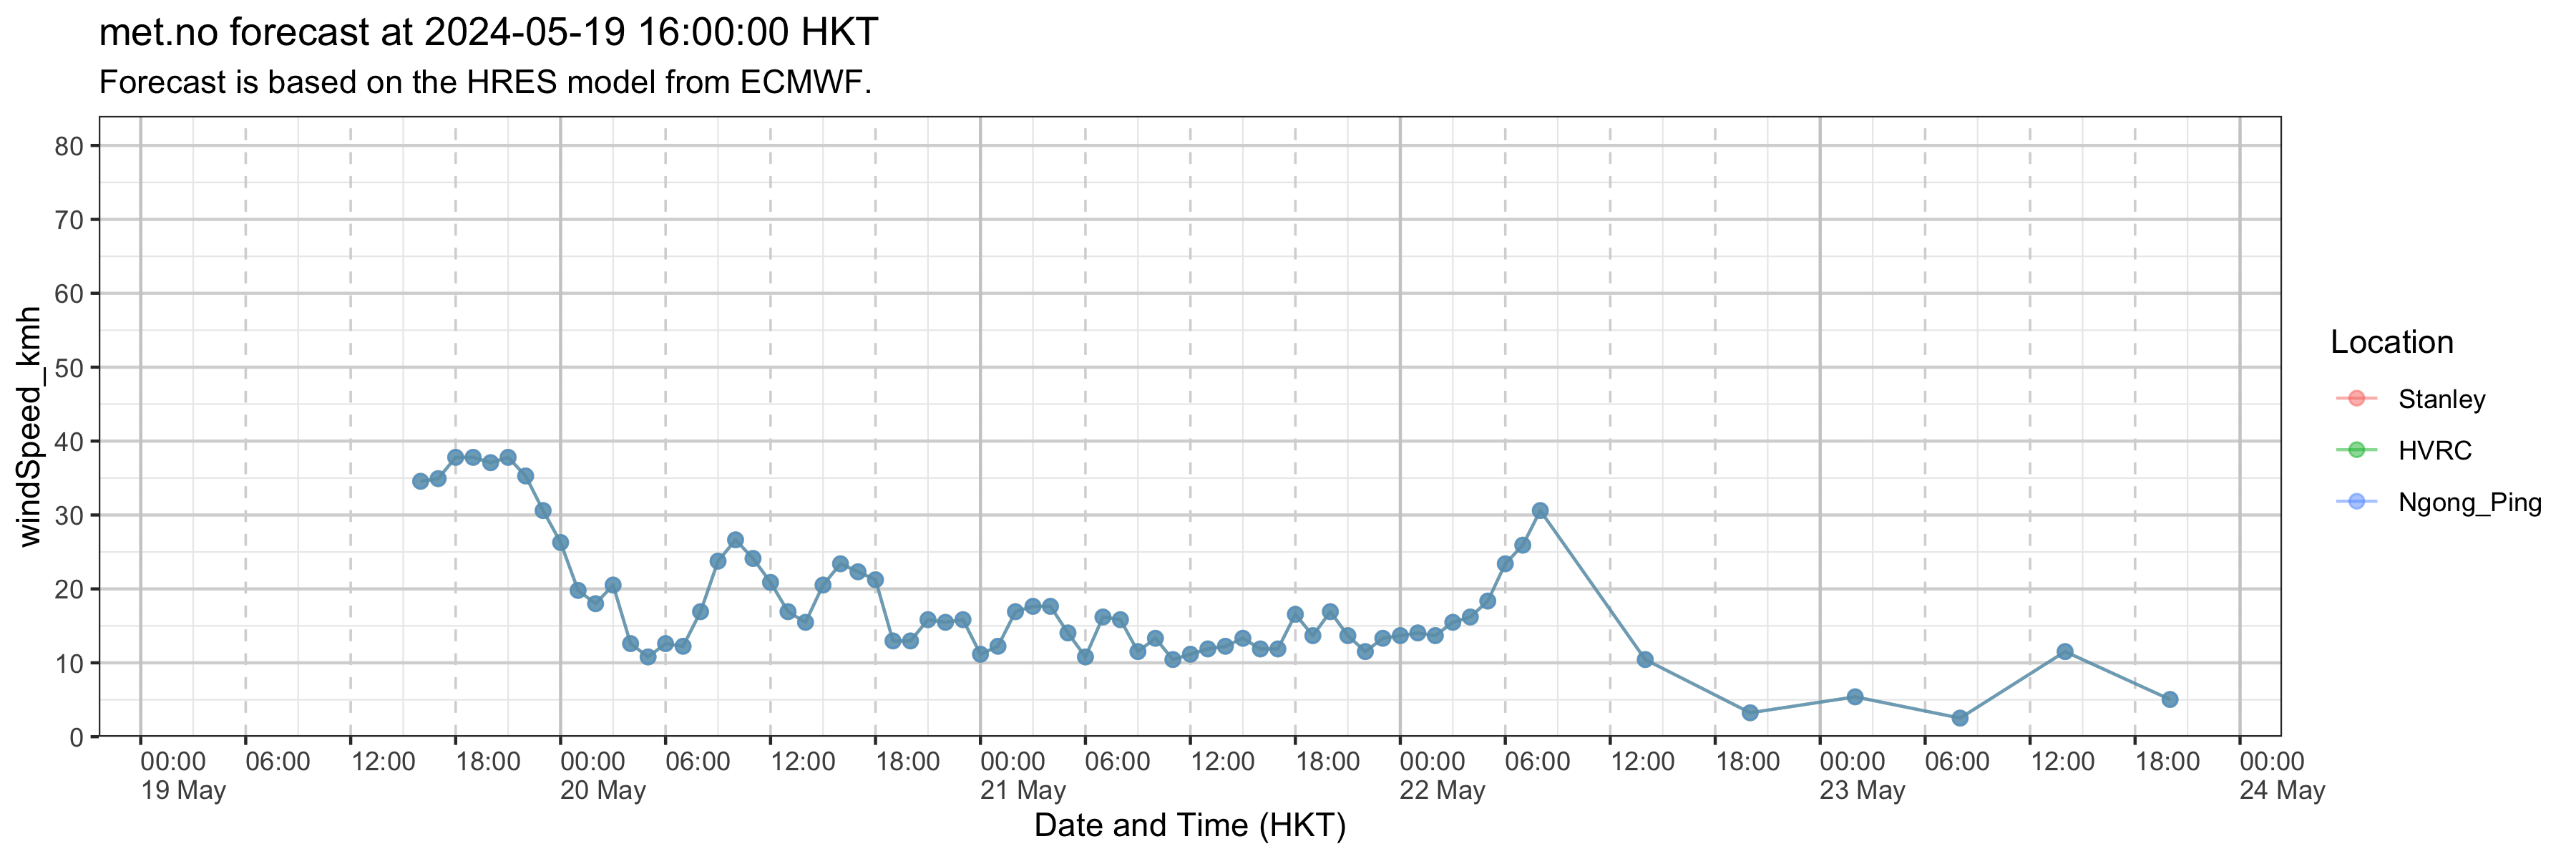 met.no forecast at 2024-05-19 16:00:00 HKT
Forecast is based on the HRES model from ECMWF.
windSpeed_kmh
80
70
60
50
40
30
20
10
0
00:00 06:00 12:00 18:00 00:00 06:00 12:00 18:00 00:00 06:00 12:00 18:00 00:00 06:00 12:00 18:00 00:00 06:00 12:00 18:00 00:00
19 May 20 May 21 May 22 May 23 May 24 May
Date and Time (HKT)
Location
Stanley
HVRC
Ngong_Ping